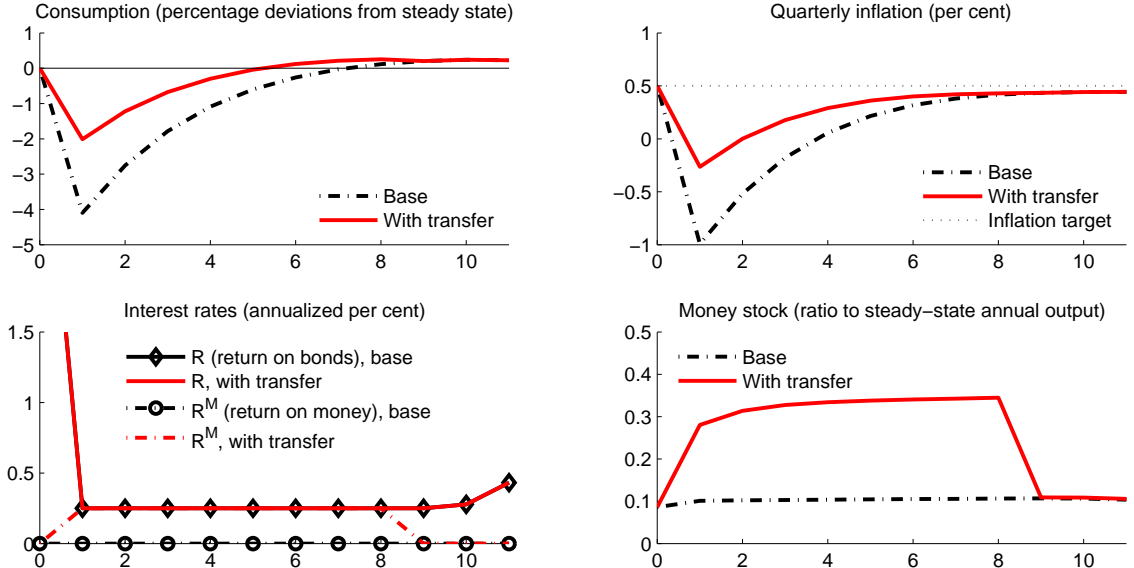 Consumption (percentage deviations from steady state)
1
0
−1
−2
−3
−4
−5
0 2 4 6 8 10
Base
With transfer
Quarterly inflation (per cent)
1
0.5
0
−0.5
−1
0 2 4 6 8 10
Base
With transfer
Inflation target
Interest rates (annualized per cent)
1.5
1
0.5
0
0 2 4 6 8 10
R (return on bonds), base
R, with transfer
R^M (return on money), base
R^M, with transfer
Money stock (ratio to steady−state annual output)
0.5
0.4
0.3
0.2
0.1
0
0 2 4 6 8 10
Base
With transfer